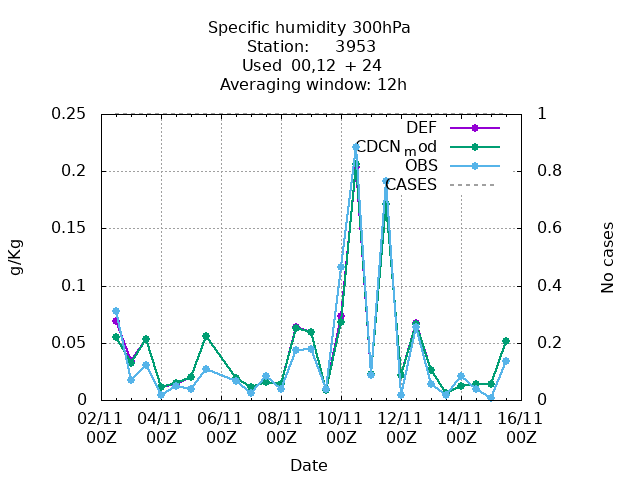 Specific humidity 300hPa
Station: 3953
Used 00,12 + 24
Averaging window: 12h
0.25
0.2
0.15
0.1
0.05
0
g/Kg
1
0.8
0.6
0.4
0.2
0
No cases
DEF
CDCNmod
OBS
CASES
02/11 04/11 06/11 08/11 10/11 12/11 14/11 16/11
00Z 00Z 00Z 00Z 00Z 00Z 00Z 00Z
Date